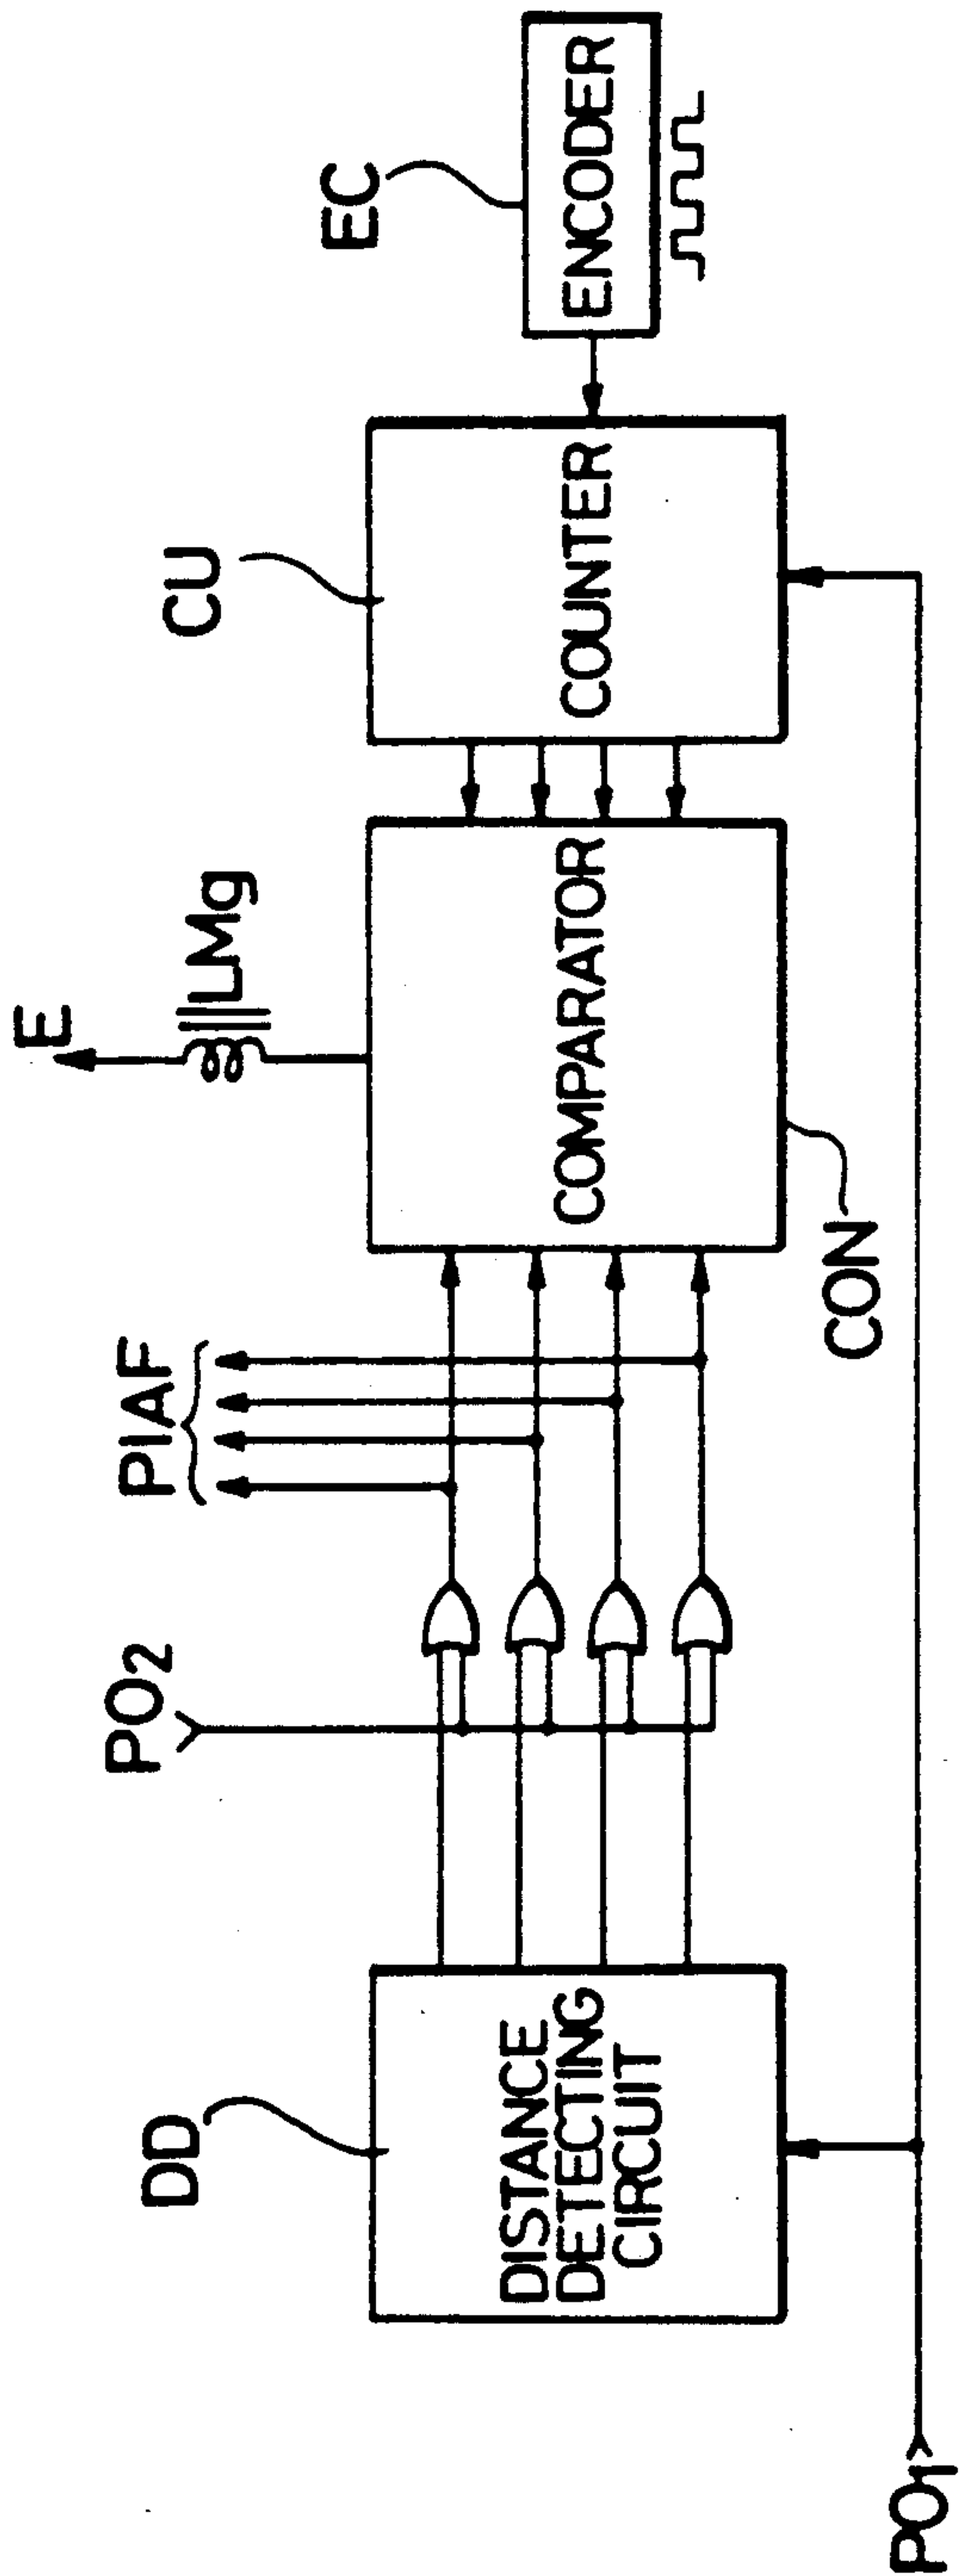 DD
DISTANCE
DETECTING
CIRCUIT
PO1
PO2
PIAF
E
LMg
COMPARATOR
CON
CU
COUNTER
EC
ENCODER